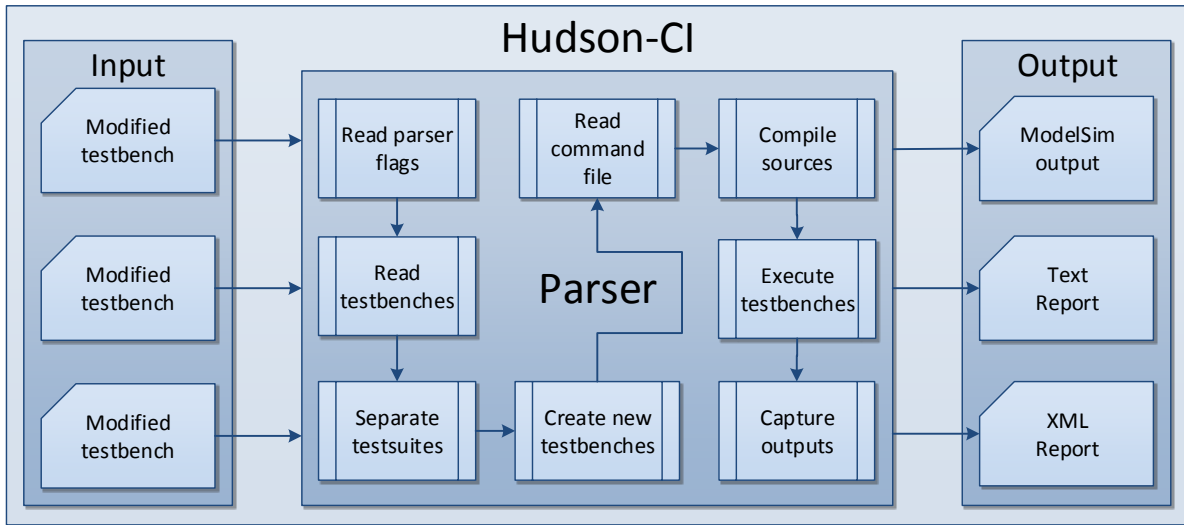 Hudson-CI
Input
Modified
testbench
Modified
testbench
Modified
testbench
Read parser
flags
Read
testbenches
Separate
testsuites
Create new
testbenches
Read
command
file
Parser
Compile
sources
Execute
testbenches
Capture
outputs
Output
ModelSim
output
Text
Report
XML
Report